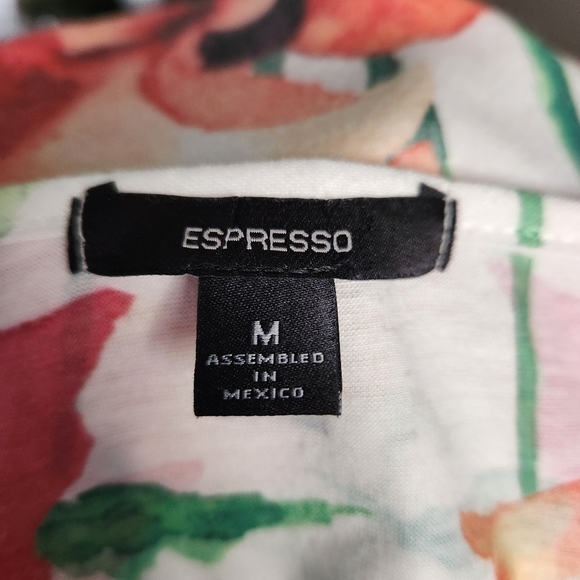 ESPRESSO
M
ASSEMBLED
IN
MEXICO